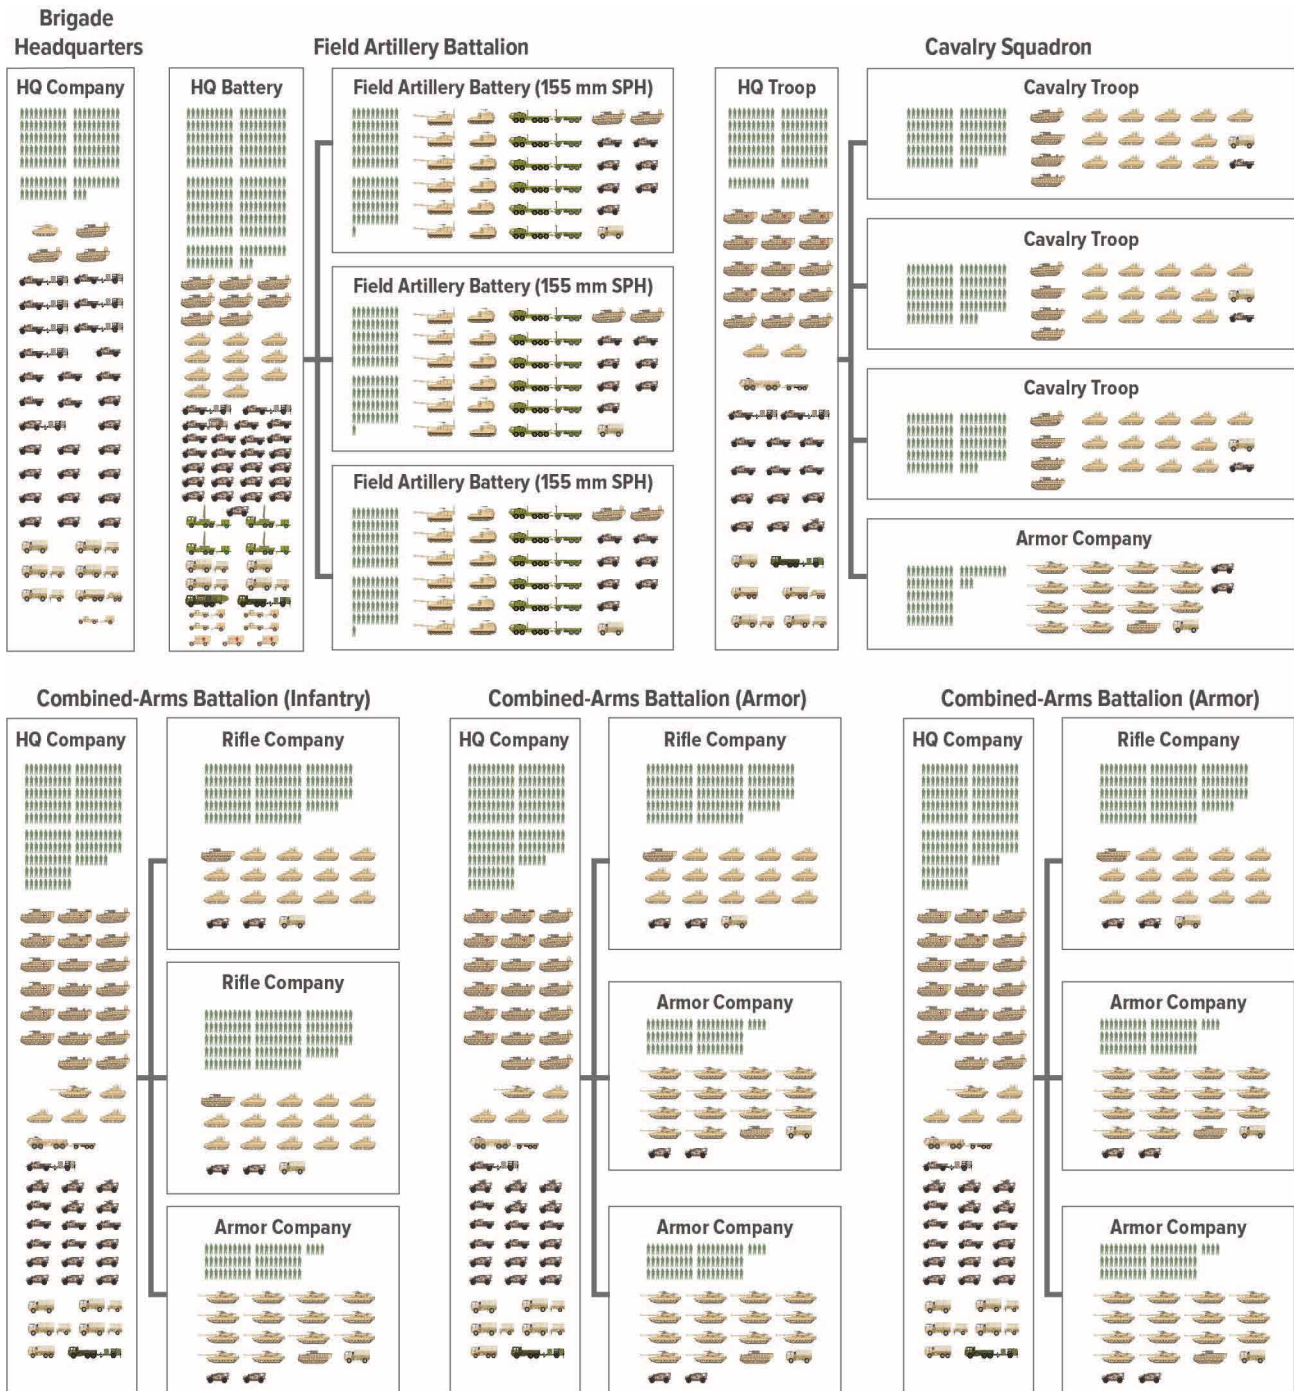 Brigade
Headquarters
Field Artillery Battalion
Cavalry Squadron
HQ Company
HQ Battery
Field Artillery Battery (155 mm SPH)
Field Artillery Battery (155 mm SPH)
Field Artillery Battery (155 mm SPH)
HQ Troop
Cavalry Troop
Cavalry Troop
Cavalry Troop
Armor Company
Combined-Arms Battalion (Infantry)
Combined-Arms Battalion (Armor)
Combined-Arms Battalion (Armor)
HQ Company
Rifle Company
Rifle Company
Armor Company
HQ Company
Rifle Company
Armor Company
Armor Company
HQ Company
Rifle Company
Armor Company
Armor Company